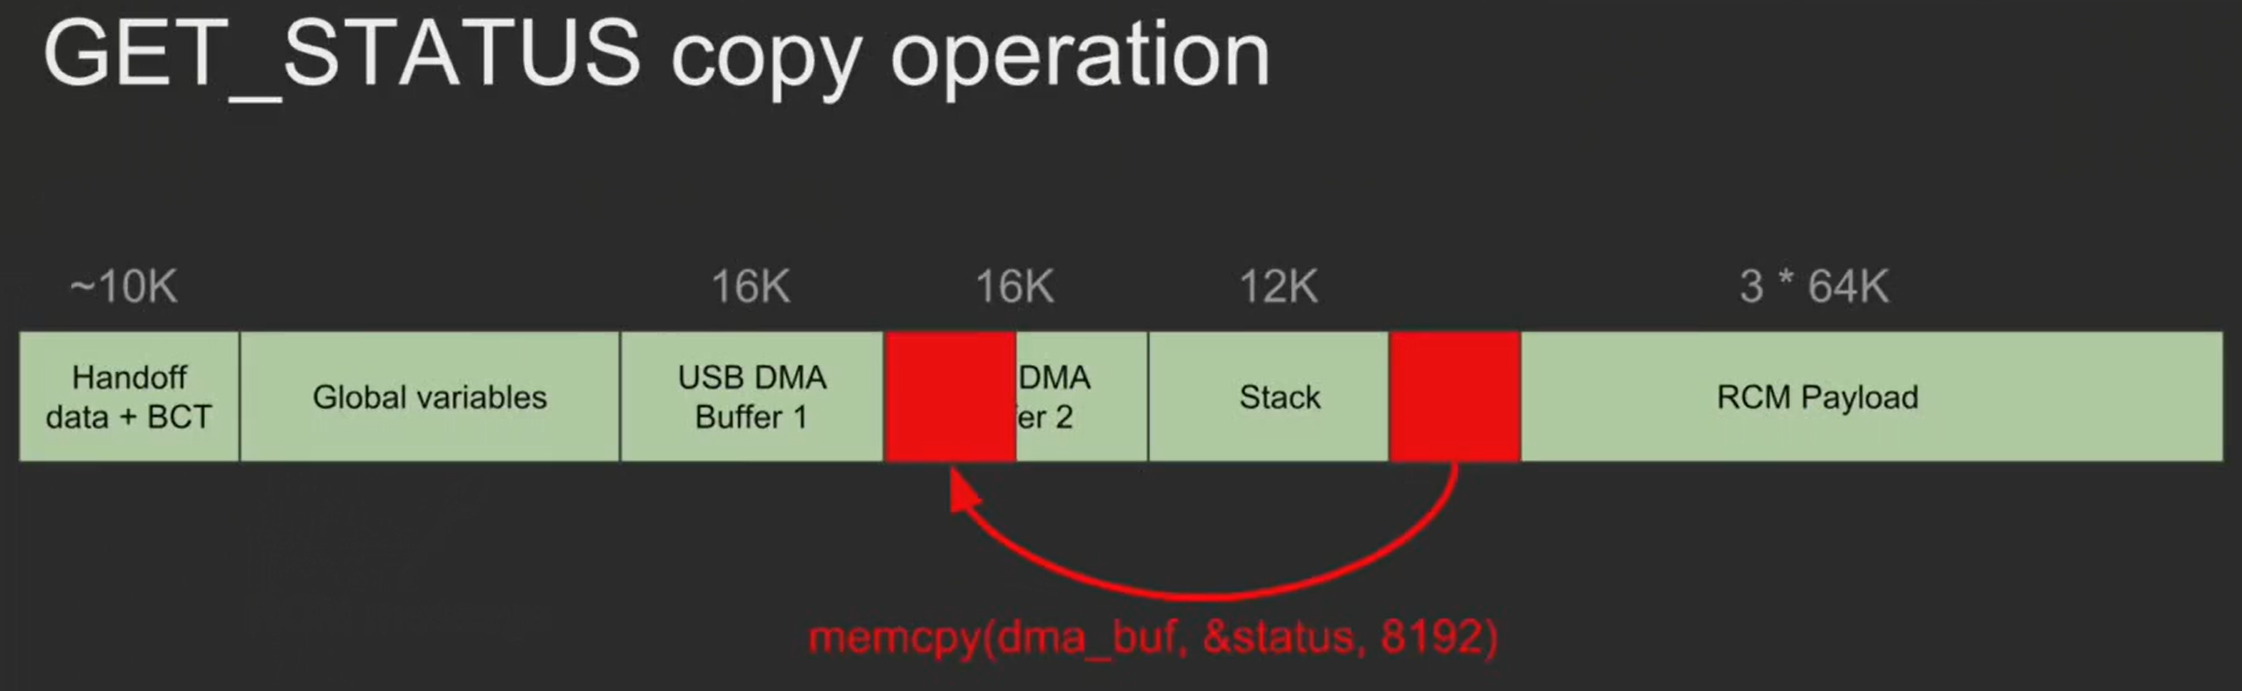 GET_STATUS copy operation
~10K
16K
16K
12K
3 * 64K
Handoff
data + BCT
Global variables
USB DMA
Buffer 1
DMA
er 2
Stack
RCM Payload
memcpy(dma_buf, &status, 8192)